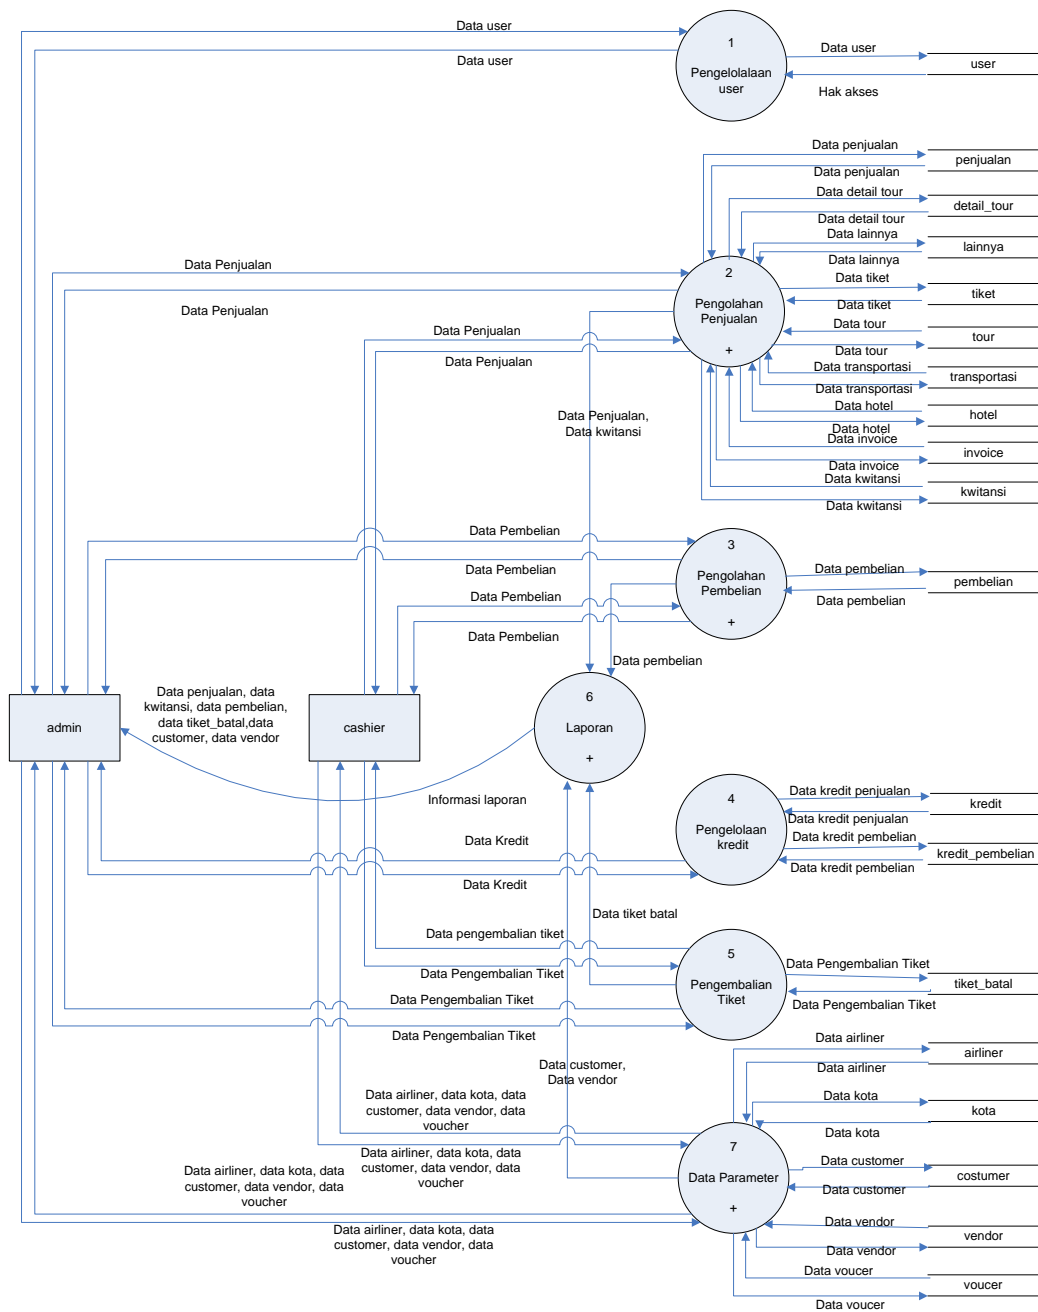 Data user
Data user
1
Pengelolalaan
user
Data user
Hak akses
user
Data penjualan
Data penjualan
penjualan
Data detail tour
Data detail tour
detail_tour
Data lainnya
Data lainnya
lainnya
Data Penjualan
Data Penjualan
2
Pengolahan
Penjualan
+
Data tiket
Data tiket
tiket
Data tour
Data tour
tour
Data Penjualan
Data Penjualan
Data transportasi
Data transportasi
transportasi
Data hotel
Data hotel
hotel
Data Penjualan,
Data kwitansi
Data invoice
Data invoice
invoice
Data kwitansi
Data kwitansi
kwitansi
Data Pembelian
Data Pembelian
3
Pengolahan
Pembelian
+
Data pembelian
Data pembelian
pembelian
Data Pembelian
Data Pembelian
Data pembelian
admin
Data penjualan, data
kwitansi, data pembelian,
data tiket_batal,data
customer, data vendor
cashier
6
Laporan
+
Informasi laporan
4
Pengelolaan
kredit
Data kredit penjualan
Data kredit penjualan
kredit
Data kredit pembelian
Data kredit pembelian
kredit_pembelian
Data Kredit
Data Kredit
Data tiket batal
Data pengembalian tiket
Data Pengembalian Tiket
5
Pengembalian
Tiket
Data Pengembalian Tiket
Data Pengembalian Tiket
tiket_batal
Data Pengembalian Tiket
Data Pengembalian Tiket
Data customer,
Data vendor
Data airliner
Data airliner
airliner
Data kota
Data kota
kota
Data airliner, data kota, data
customer, data vendor, data
voucher
Data airliner, data kota, data
customer, data vendor, data
voucher
7
Data Parameter
+
Data customer
Data customer
costumer
Data airliner, data kota, data
customer, data vendor, data
voucher
Data airliner, data kota, data
customer, data vendor, data
voucher
Data vendor
Data vendor
vendor
Data voucer
Data voucer
voucer